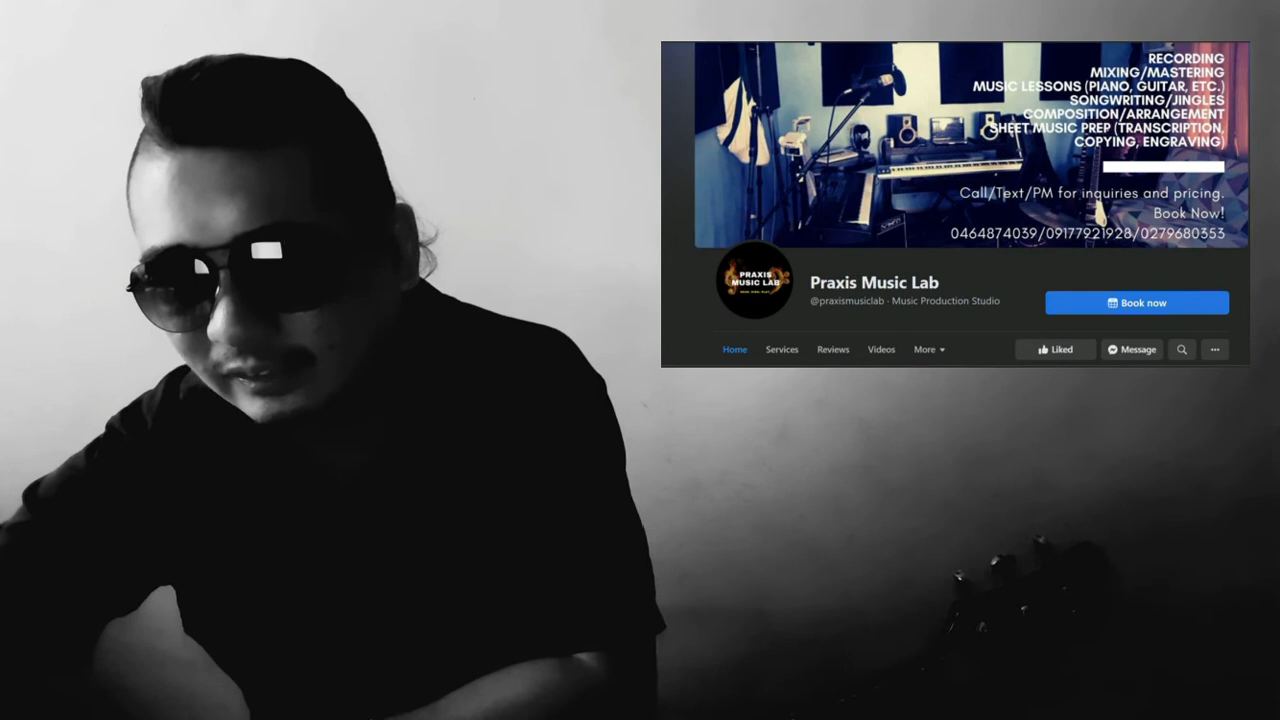 RECORDING
MIXING/MASTERING
MUSIC LESSONS (PIANO, GUITAR, ETC.)
SONGWRITING/JINGLES
COMPOSITION/ARRANGEMENT
SHEET MUSIC PREP (TRANSCRIPTION,
COPYING, ENGRAVING)
Call/Text/PM for inquiries and pricing.
Book Now!
0464874039/09177921928/0279680353
PRAXIS
MUSIC LAB
Praxis Music Lab
@praxismusiclab · Music Production Studio
Book now
Home Services Reviews Videos More
Liked Message